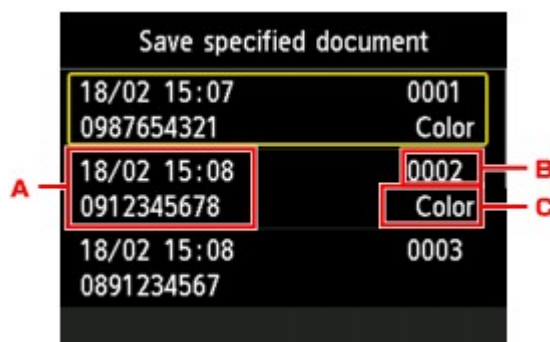 Save specified document
18/02 15:07 0001
0987654321 Color
18/02 15:08 0002
0912345678 Color
18/02 15:08 0003
0891234567
A
B
C